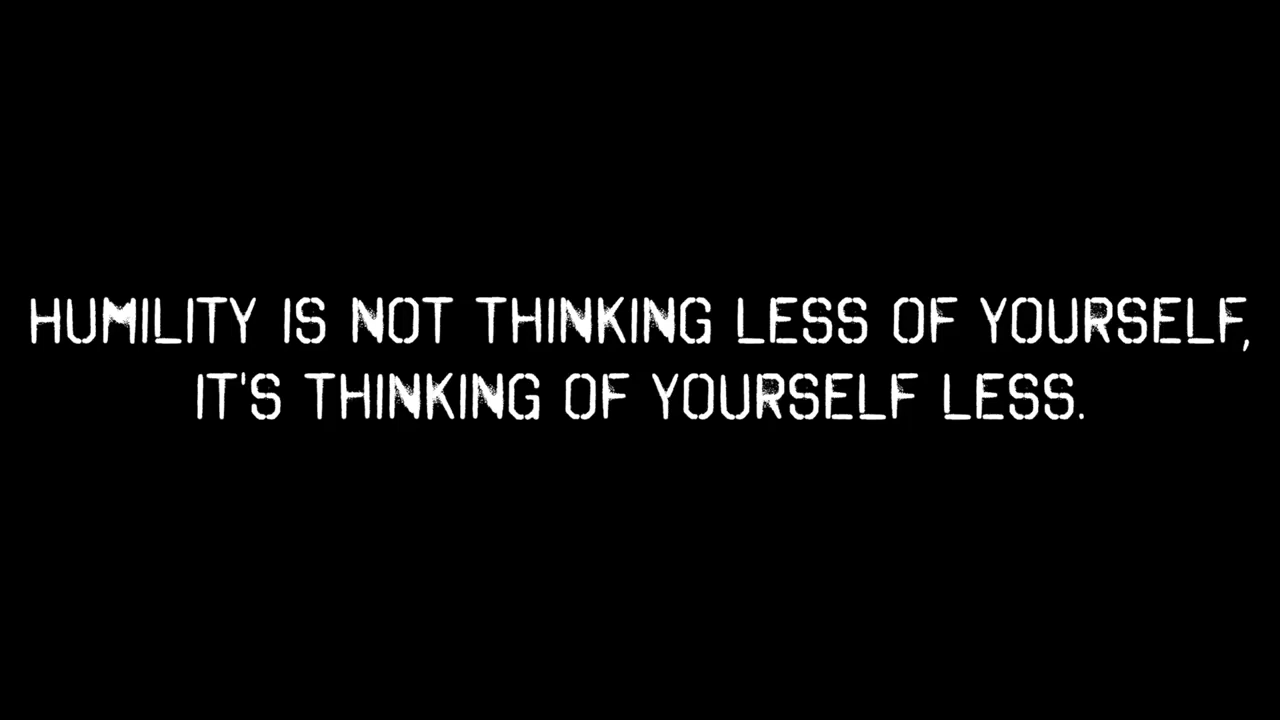 HUMILITY IS NOT THINKING LESS OF YOURSELF,
IT'S THINKING OF YOURSELF LESS.